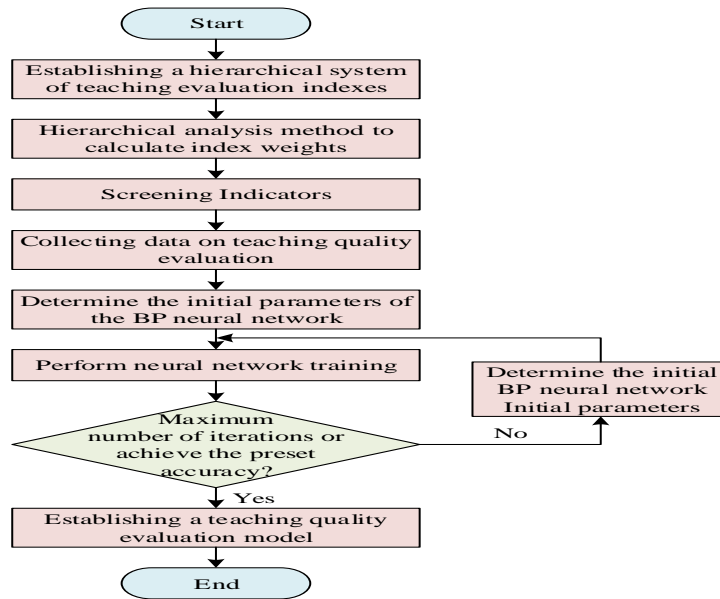 Start
Establishing a hierarchical system
of teaching evaluation indexes
Hierarchical analysis method to
calculate index weights
Screening Indicators
Collecting data on teaching quality
evaluation
Determine the initial parameters of
the BP neural network
Perform neural network training
Determine the initial
BP neural network
Initial parameters
Maximum
number of iterations or
achieve the preset
accuracy?
No
Yes
Establishing a teaching quality
evaluation model
End